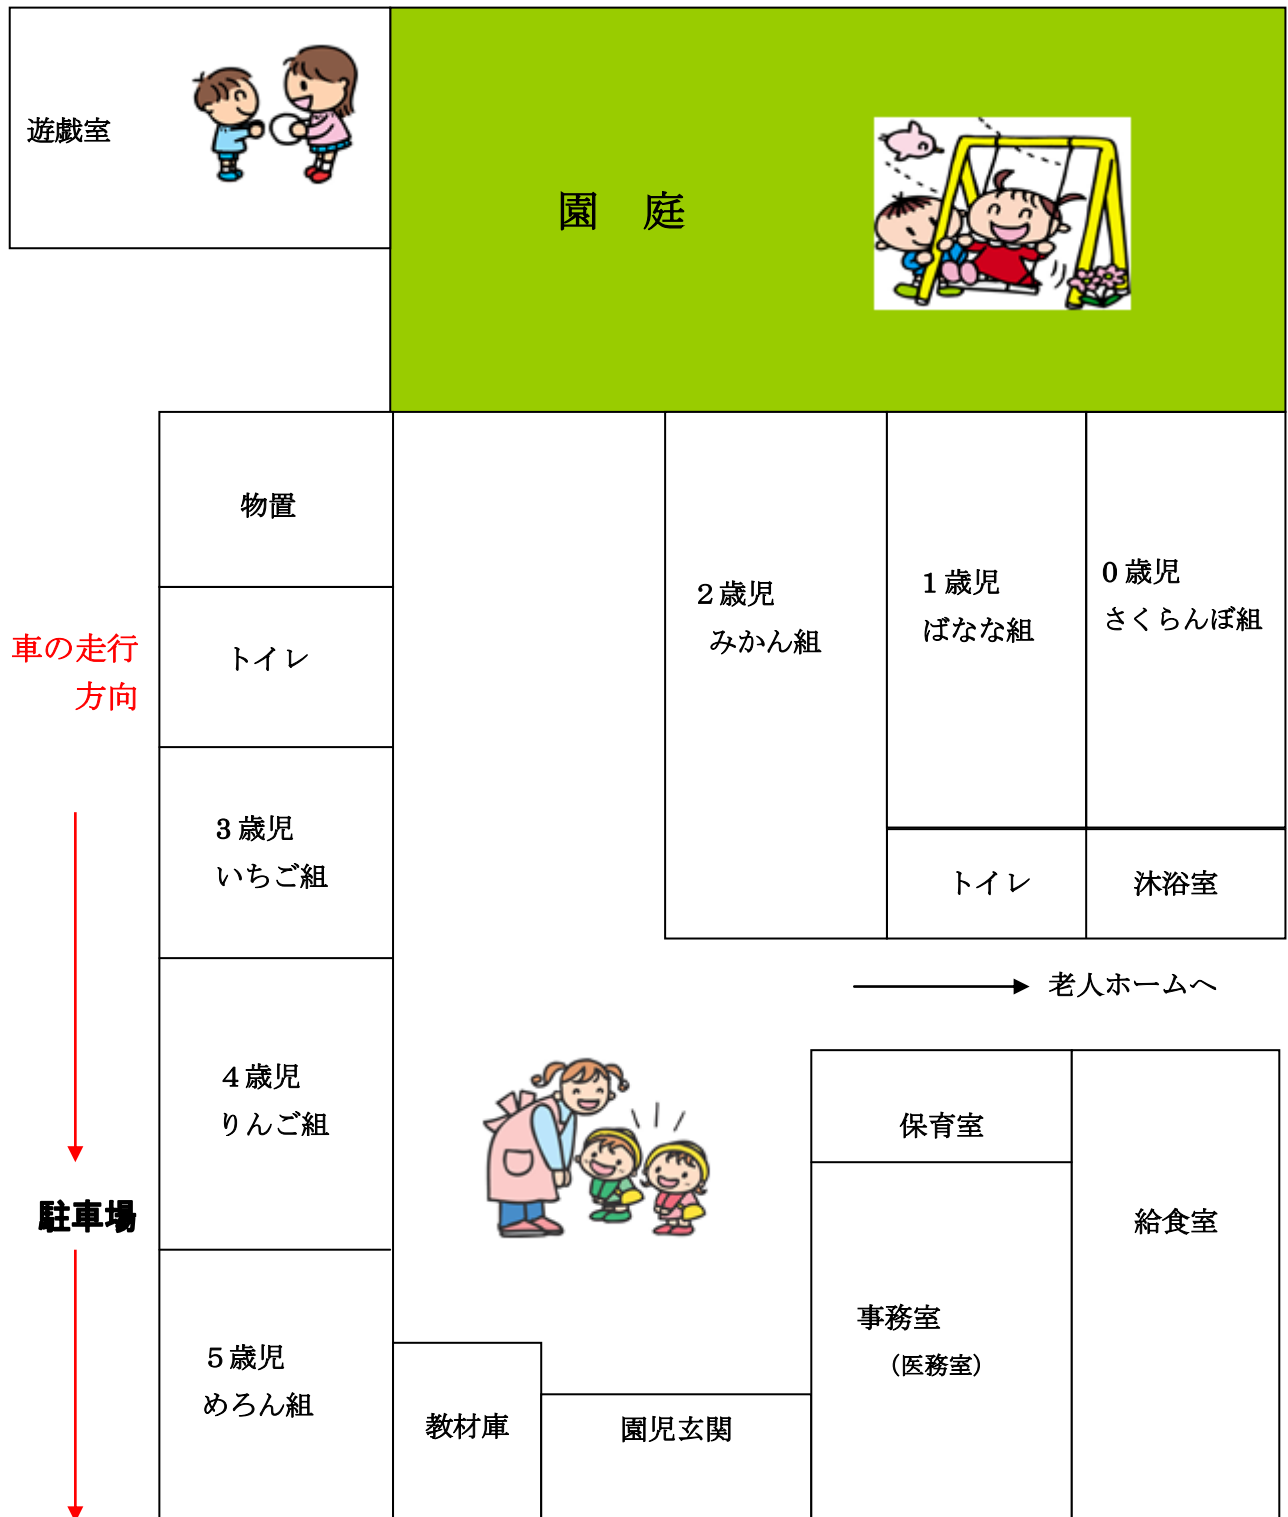 遊戯室
園　庭
物置
2歳児
みかん組
1歳児
ばなな組
0歳児
さくらんぼ組
車の走行
方向
トイレ
3歳児
いちご組
トイレ
沐浴室
老人ホームへ
4歳児
りんご組
保育室
駐車場
給食室
事務室
（医務室）
5歳児
めろん組
教材庫
園児玄関